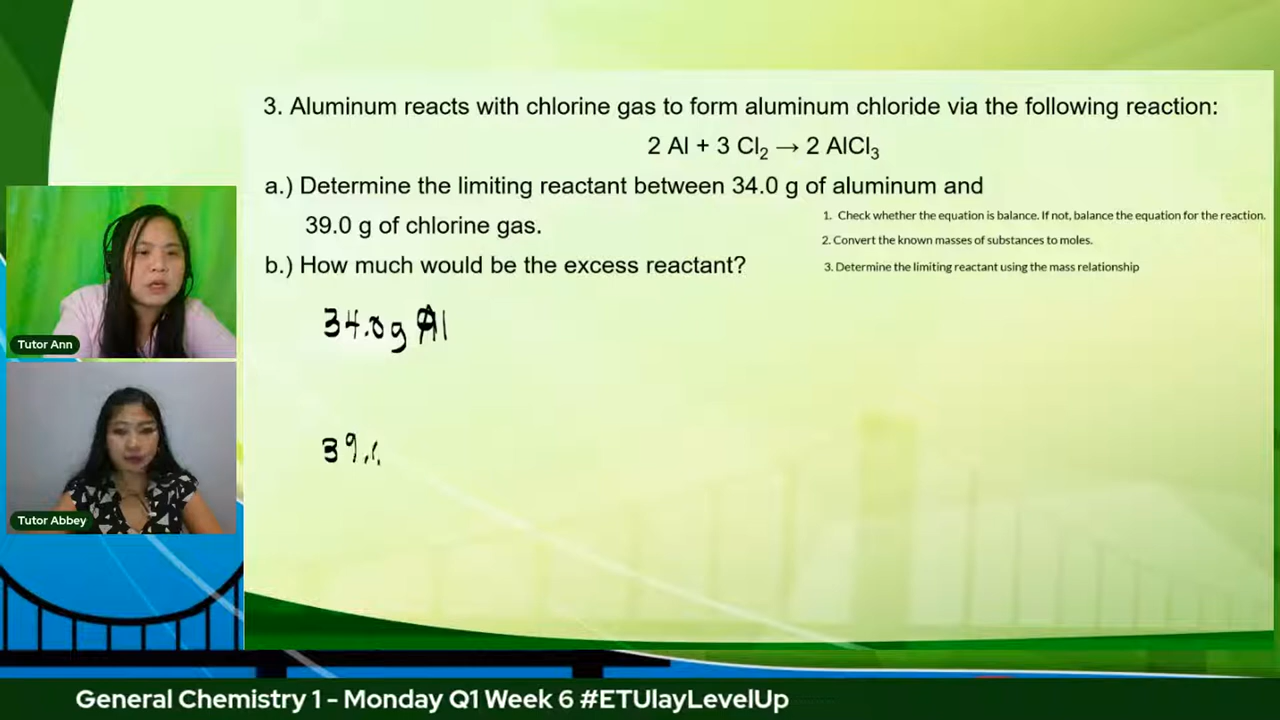 3. Aluminum reacts with chlorine gas to form aluminum chloride via the following reaction:
2 Al + 3 Cl₂ → 2 AlCl₃
a.) Determine the limiting reactant between 34.0 g of aluminum and
39.0 g of chlorine gas.
b.) How much would be the excess reactant?
1. Check whether the equation is balance. If not, balance the equation for the reaction.
2. Convert the known masses of substances to moles.
3. Determine the limiting reactant using the mass relationship
34.0g Al
39.
Tutor Ann
Tutor Abbey
General Chemistry 1 - Monday Q1 Week 6 #ETUlayLevelUp